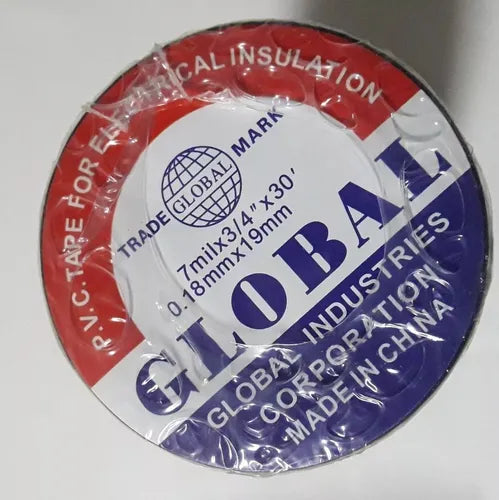 P.V.C. TAPE FOR ELECTRICAL INSULATION
TRADE GLOBAL MARK
7milx3/4"x30'
0.18mmx19mm
GLOBAL
GLOBAL INDUSTRIES
CORPORATION
MADE IN CHINA